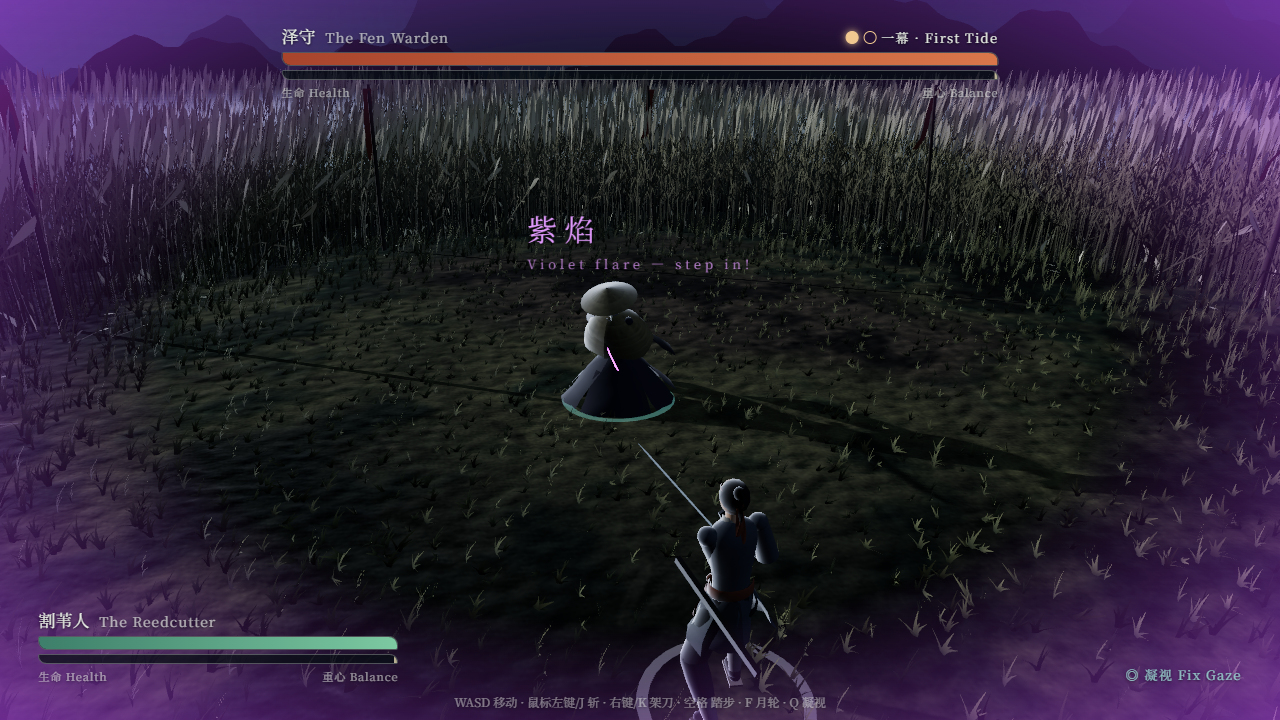 泽守 The Fen Warden
一幕 · First Tide
生命 Health
重心 Balance
紫焰
Violet flare — step in!
割苇人 The Reedcutter
生命 Health
重心 Balance
◎ 凝视 Fix Gaze
WASD 移动 · 鼠标左键/J 斩 · 右键/K 架刀 · 空格 踏步 · F 月轮 · Q 凝视